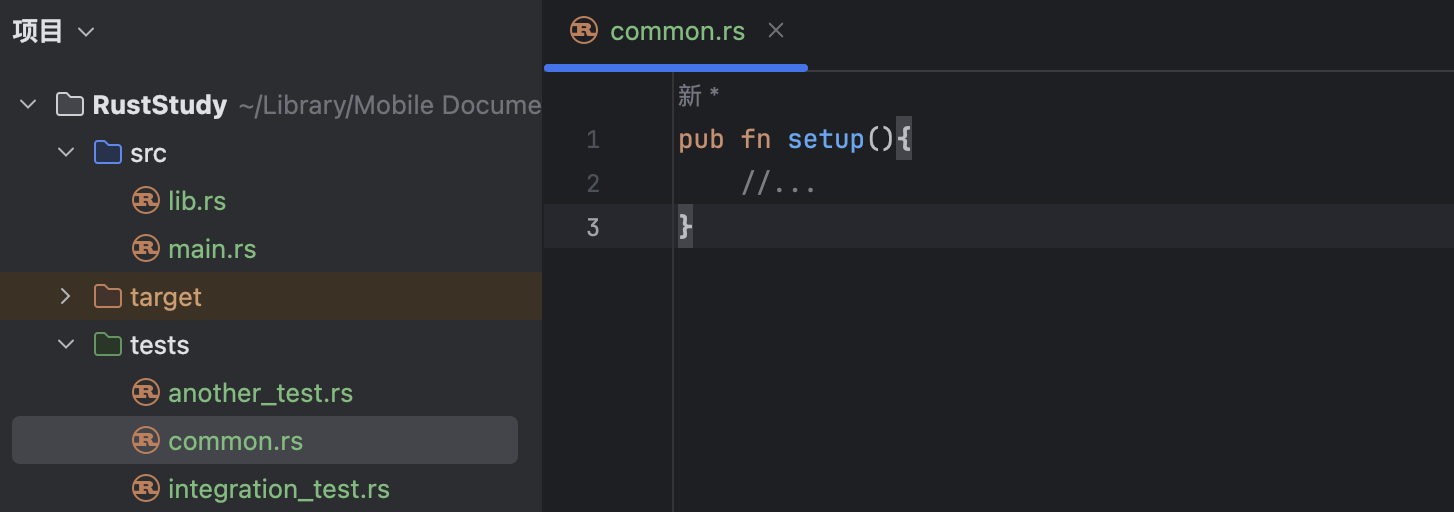 项目
RustStudy ~/Library/Mobile Docume
src
lib.rs
main.rs
target
tests
another_test.rs
common.rs
integration_test.rs
common.rs
新 *
1 pub fn setup(){
2 //...
3 }